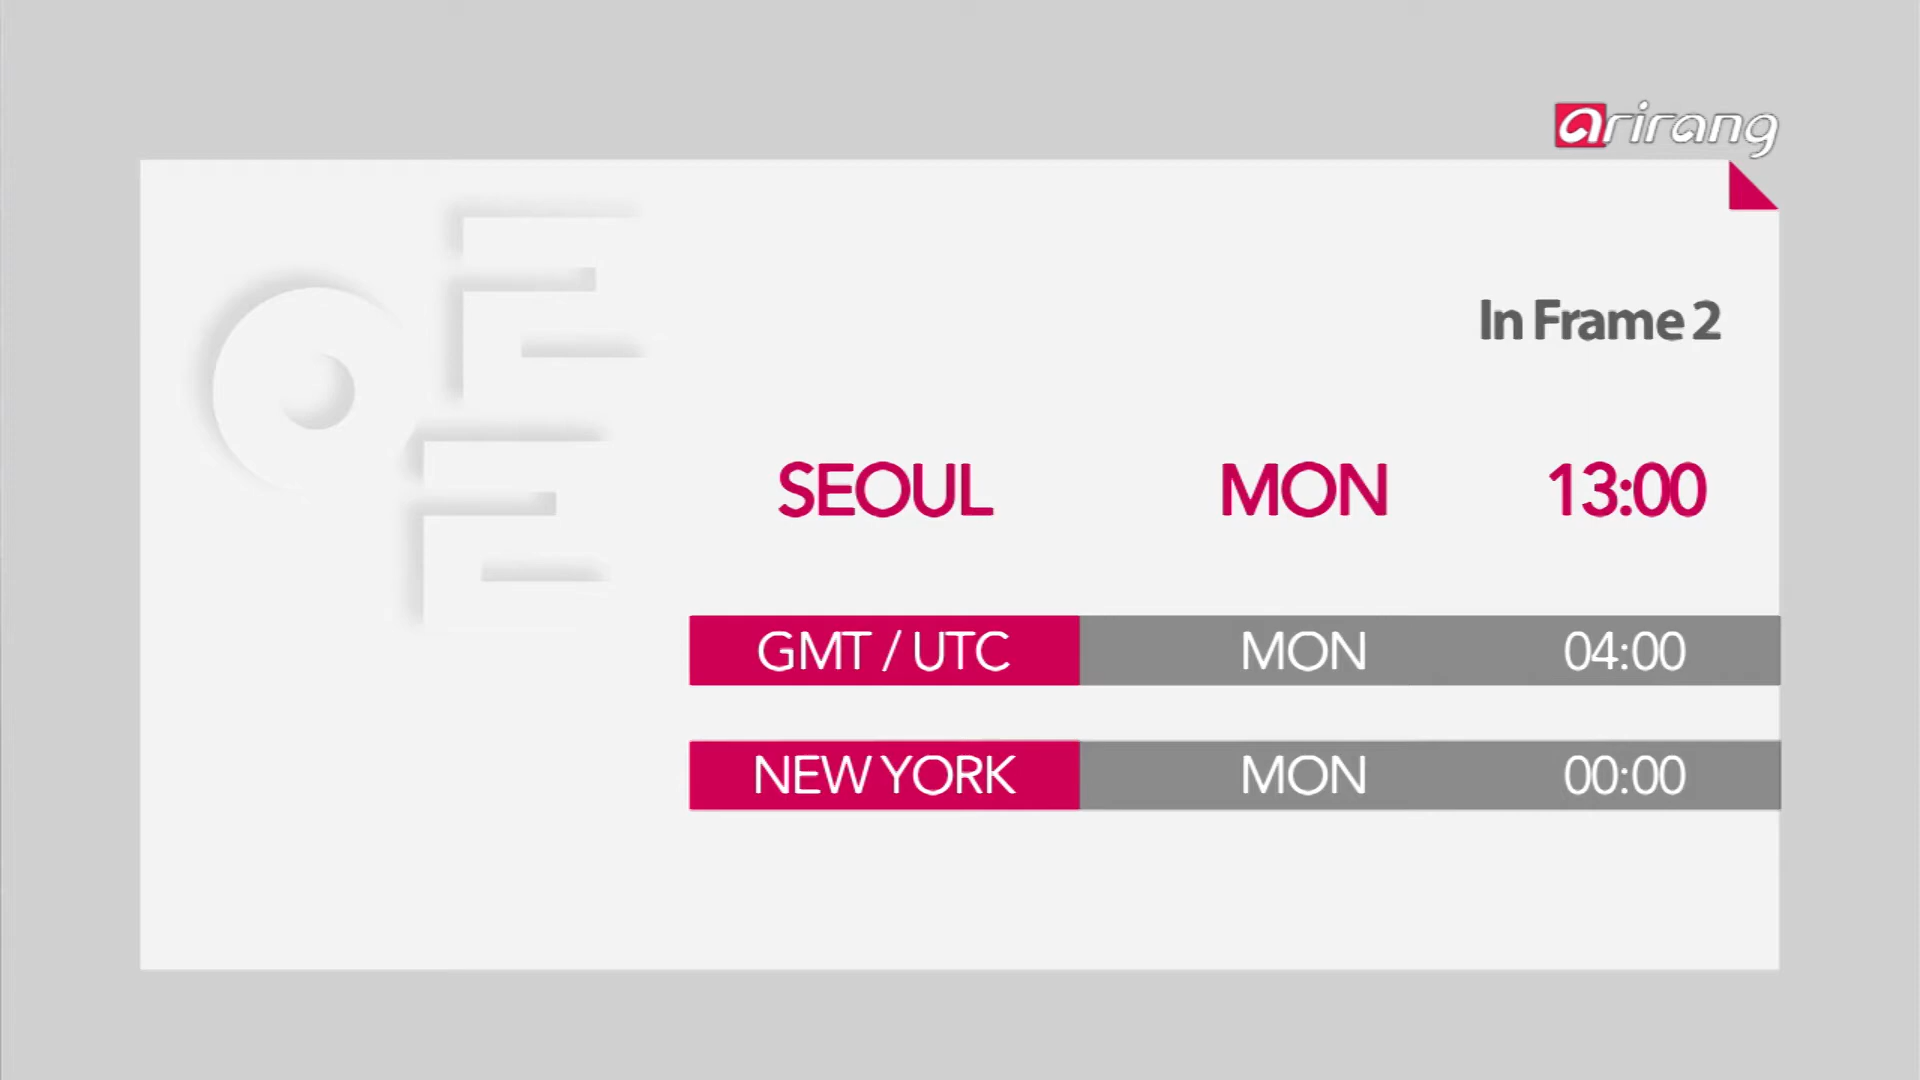 arirang
In Frame 2
SEOUL MON 13:00
GMT / UTC MON 04:00
NEW YORK MON 00:00